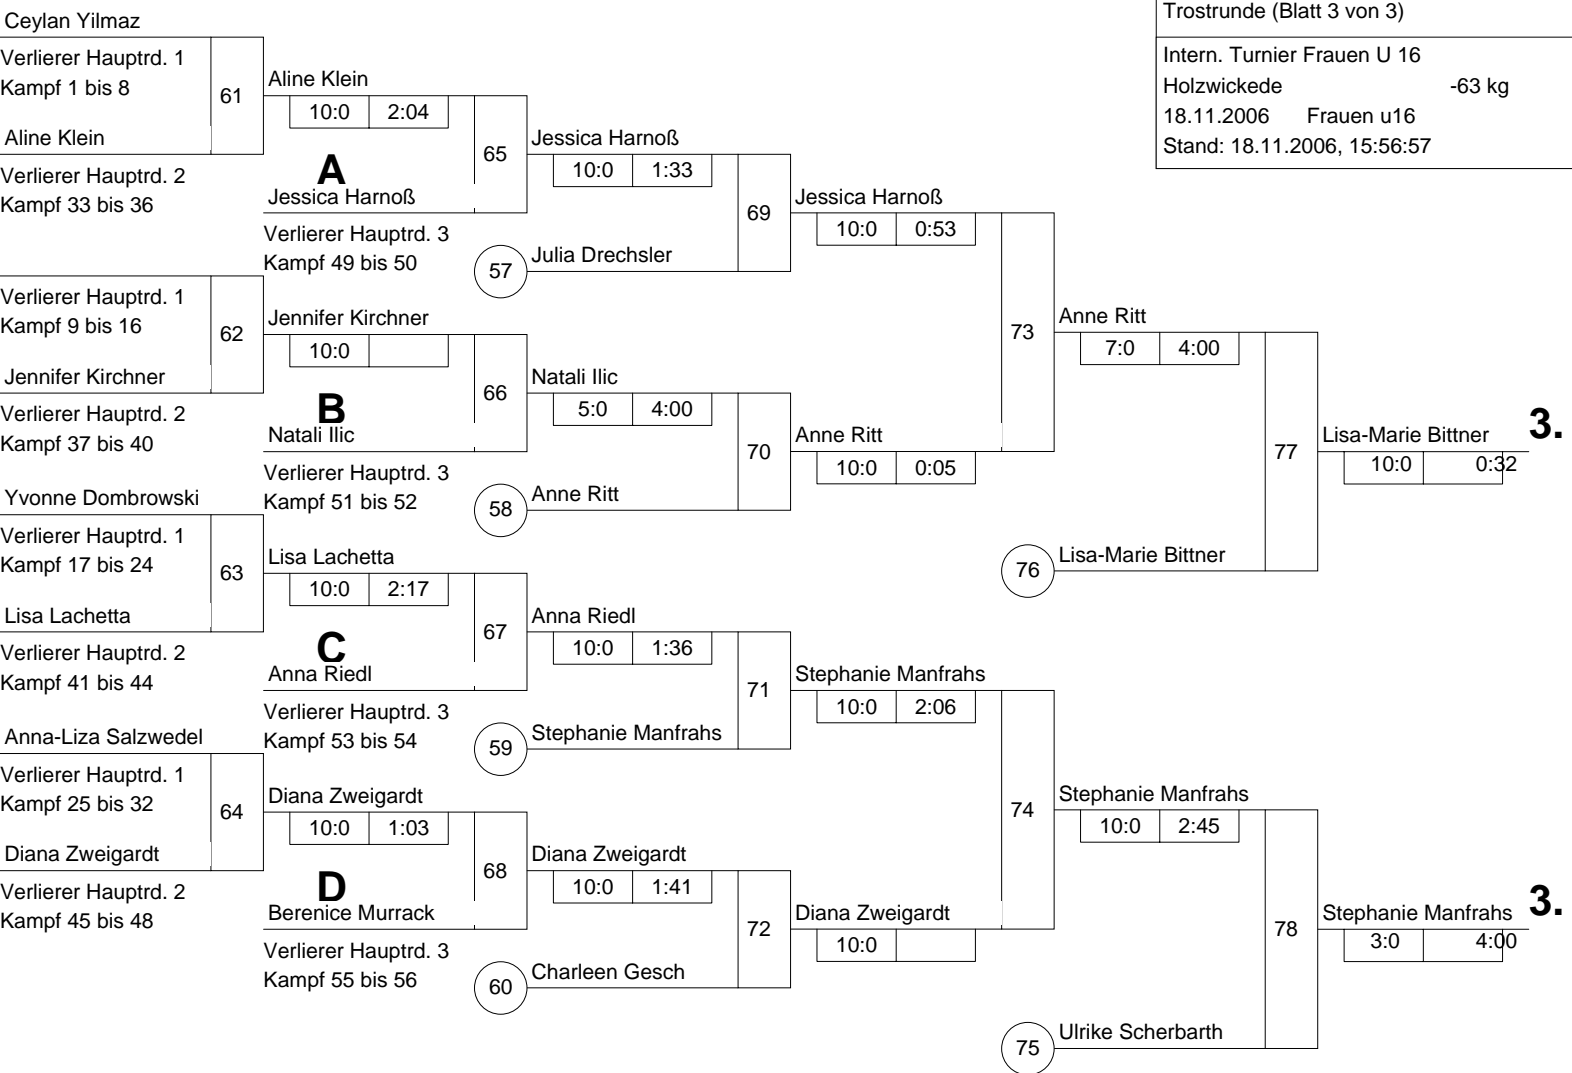 Trostrunde (Blatt 3 von 3)
Intern. Turnier Frauen U 16
Holzwickede -63 kg
18.11.2006 Frauen u16
Stand: 18.11.2006, 15:56:57
Ceylan Yilmaz
Verlierer Hauptrd. 1
Kampf 1 bis 8
61
Aline Klein
Verlierer Hauptrd. 2
Kampf 33 bis 36
Verlierer Hauptrd. 1
Kampf 9 bis 16
62
Jennifer Kirchner
Verlierer Hauptrd. 2
Kampf 37 bis 40
Yvonne Dombrowski
Verlierer Hauptrd. 1
Kampf 17 bis 24
63
Lisa Lachetta
Verlierer Hauptrd. 2
Kampf 41 bis 44
Anna-Liza Salzwedel
Verlierer Hauptrd. 1
Kampf 25 bis 32
64
Diana Zweigardt
Verlierer Hauptrd. 2
Kampf 45 bis 48
Aline Klein
10:0 2:04
A
65
Jessica Harnoß
Verlierer Hauptrd. 3
Kampf 49 bis 50
Jennifer Kirchner
10:0
B
66
Natali Ilic
Verlierer Hauptrd. 3
Kampf 51 bis 52
Lisa Lachetta
10:0 2:17
C
67
Anna Riedl
Verlierer Hauptrd. 3
Kampf 53 bis 54
Diana Zweigardt
10:0 1:03
D
68
Berenice Murrack
Verlierer Hauptrd. 3
Kampf 55 bis 56
Jessica Harnoß
10:0 1:33
69
57 Julia Drechsler
Natali Ilic
5:0 4:00
70
58 Anne Ritt
Anna Riedl
10:0 1:36
71
59 Stephanie Manfrahs
Diana Zweigardt
10:0 1:41
72
60 Charleen Gesch
Jessica Harnoß
10:0 0:53
73
Anne Ritt
10:0 0:05
Stephanie Manfrahs
10:0 2:06
74
Diana Zweigardt
10:0
Anne Ritt
7:0 4:00
77
76 Lisa-Marie Bittner
Stephanie Manfrahs
10:0 2:45
78
75 Ulrike Scherbarth
Lisa-Marie Bittner 3.
10:0 0:32
Stephanie Manfrahs 3.
3:0 4:00